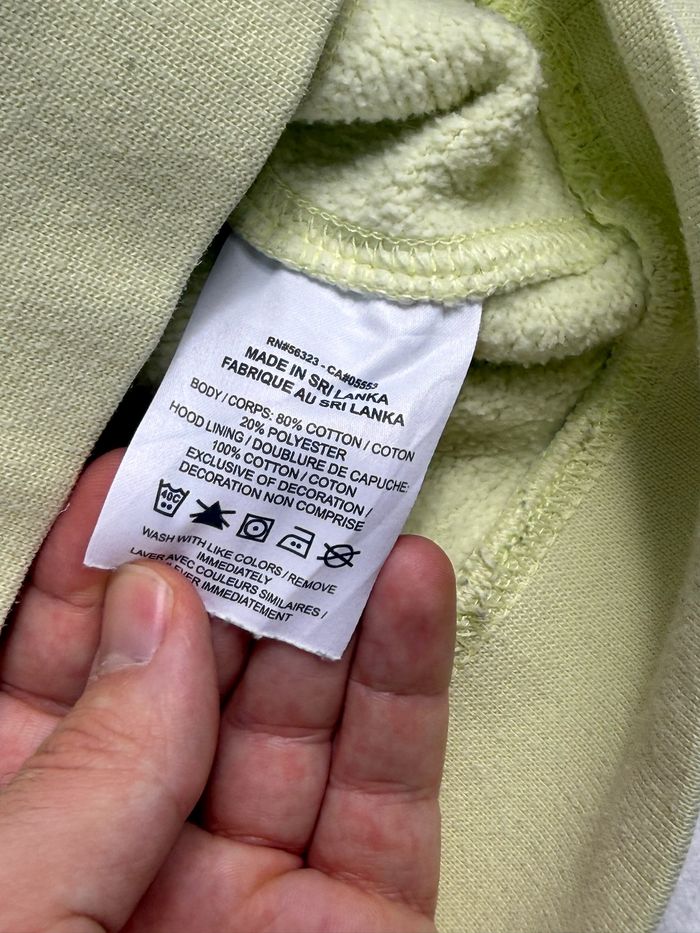 RN#56323 - CA#05553
MADE IN SRI LANKA
FABRIQUE AU SRI LANKA
BODY / CORPS: 80% COTTON / COTON
20% POLYESTER
HOOD LINING / DOUBLURE DE CAPUCHE:
100% COTTON / COTON
EXCLUSIVE OF DECORATION /
DECORATION NON COMPRISE
40C
WASH WITH LIKE COLORS / REMOVE
IMMEDIATELY
LAVER AVEC COULEURS SIMILAIRES /
IMMEDIATEMENT